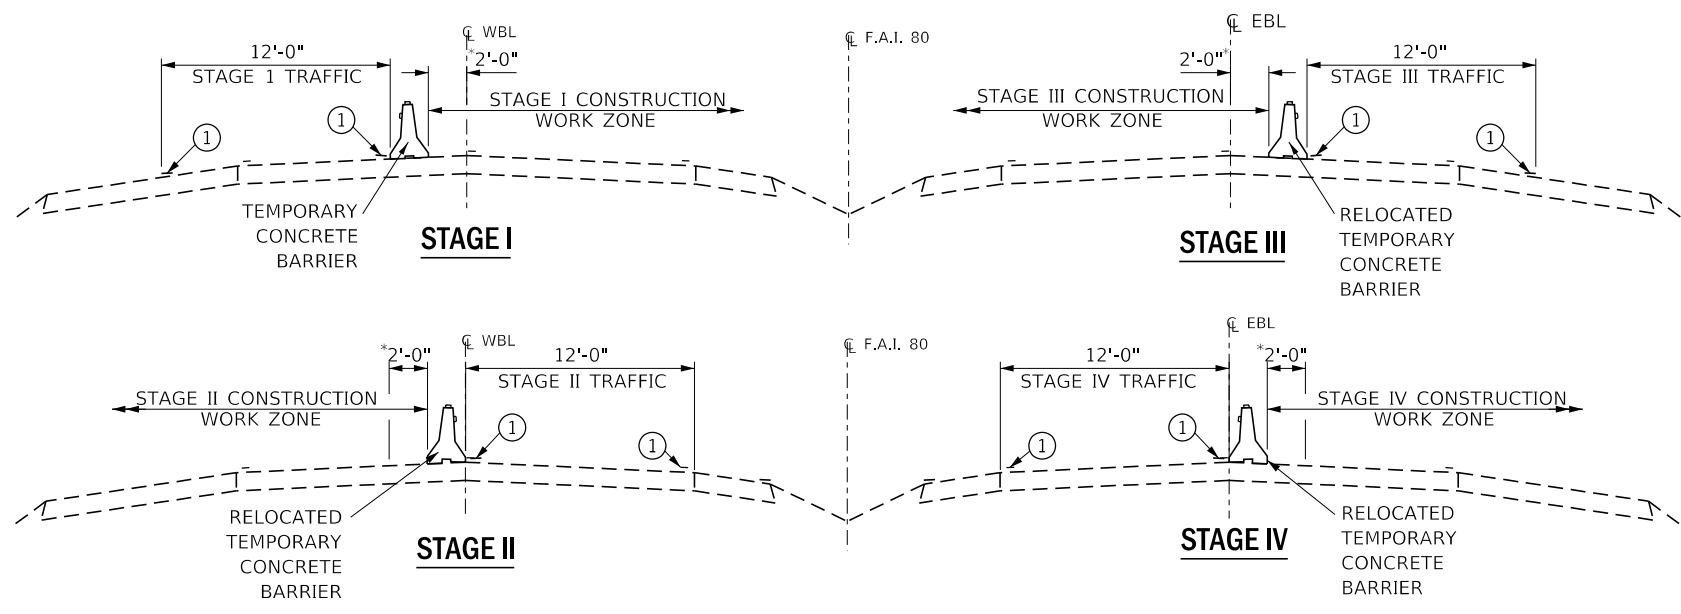 ℄ WBL
12'-0"
STAGE 1 TRAFFIC
*2'-0"
STAGE I CONSTRUCTION
WORK ZONE
1
1
TEMPORARY
CONCRETE
BARRIER
STAGE I
℄ F.A.I. 80
℄ EBL
2'-0"*
12'-0"
STAGE III TRAFFIC
STAGE III CONSTRUCTION
WORK ZONE
1
1
RELOCATED
TEMPORARY
CONCRETE
BARRIER
STAGE III
℄ WBL
*2'-0"
12'-0"
STAGE II TRAFFIC
STAGE II CONSTRUCTION
WORK ZONE
1
1
RELOCATED
TEMPORARY
CONCRETE
BARRIER
STAGE II
℄ F.A.I. 80
℄ EBL
12'-0"
STAGE IV TRAFFIC
*2'-0"
STAGE IV CONSTRUCTION
WORK ZONE
1
1
RELOCATED
TEMPORARY
CONCRETE
BARRIER
STAGE IV